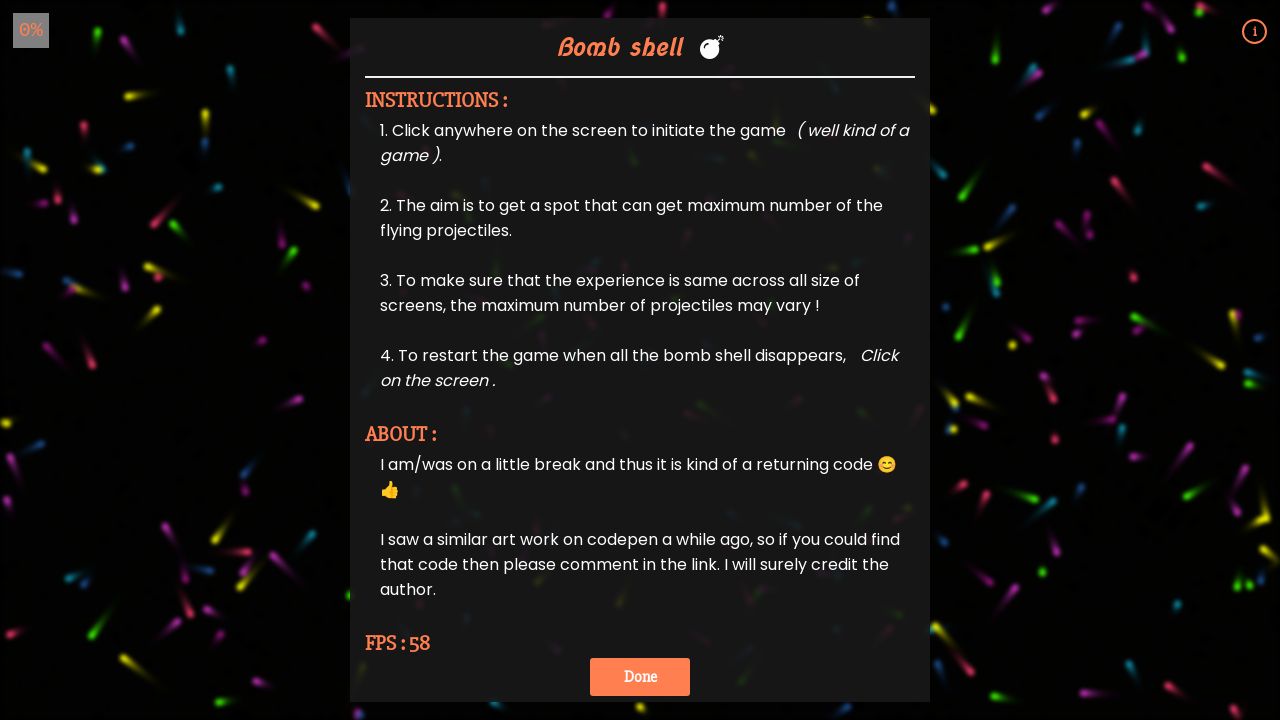 0%
i
Bomb shell 💣
INSTRUCTIONS :
1. Click anywhere on the screen to initiate the game ( well kind of a
game ).
2. The aim is to get a spot that can get maximum number of the
flying projectiles.
3. To make sure that the experience is same across all size of
screens, the maximum number of projectiles may vary !
4. To restart the game when all the bomb shell disappears, Click
on the screen .
ABOUT :
I am/was on a little break and thus it is kind of a returning code 😊
👍
I saw a similar art work on codepen a while ago, so if you could find
that code then please comment in the link. I will surely credit the
author.
FPS : 58
Done